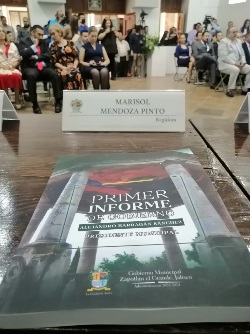 MARISOL
MENDOZA PINTO
Regidora
PRIMER
INFORME
DE GOBIERNO
ALEJANDRO BARRAGÁN SÁNCHEZ
PRESIDENTE MUNICIPAL
Gobierno Municipal
Zapotlán el Grande, Jalisco